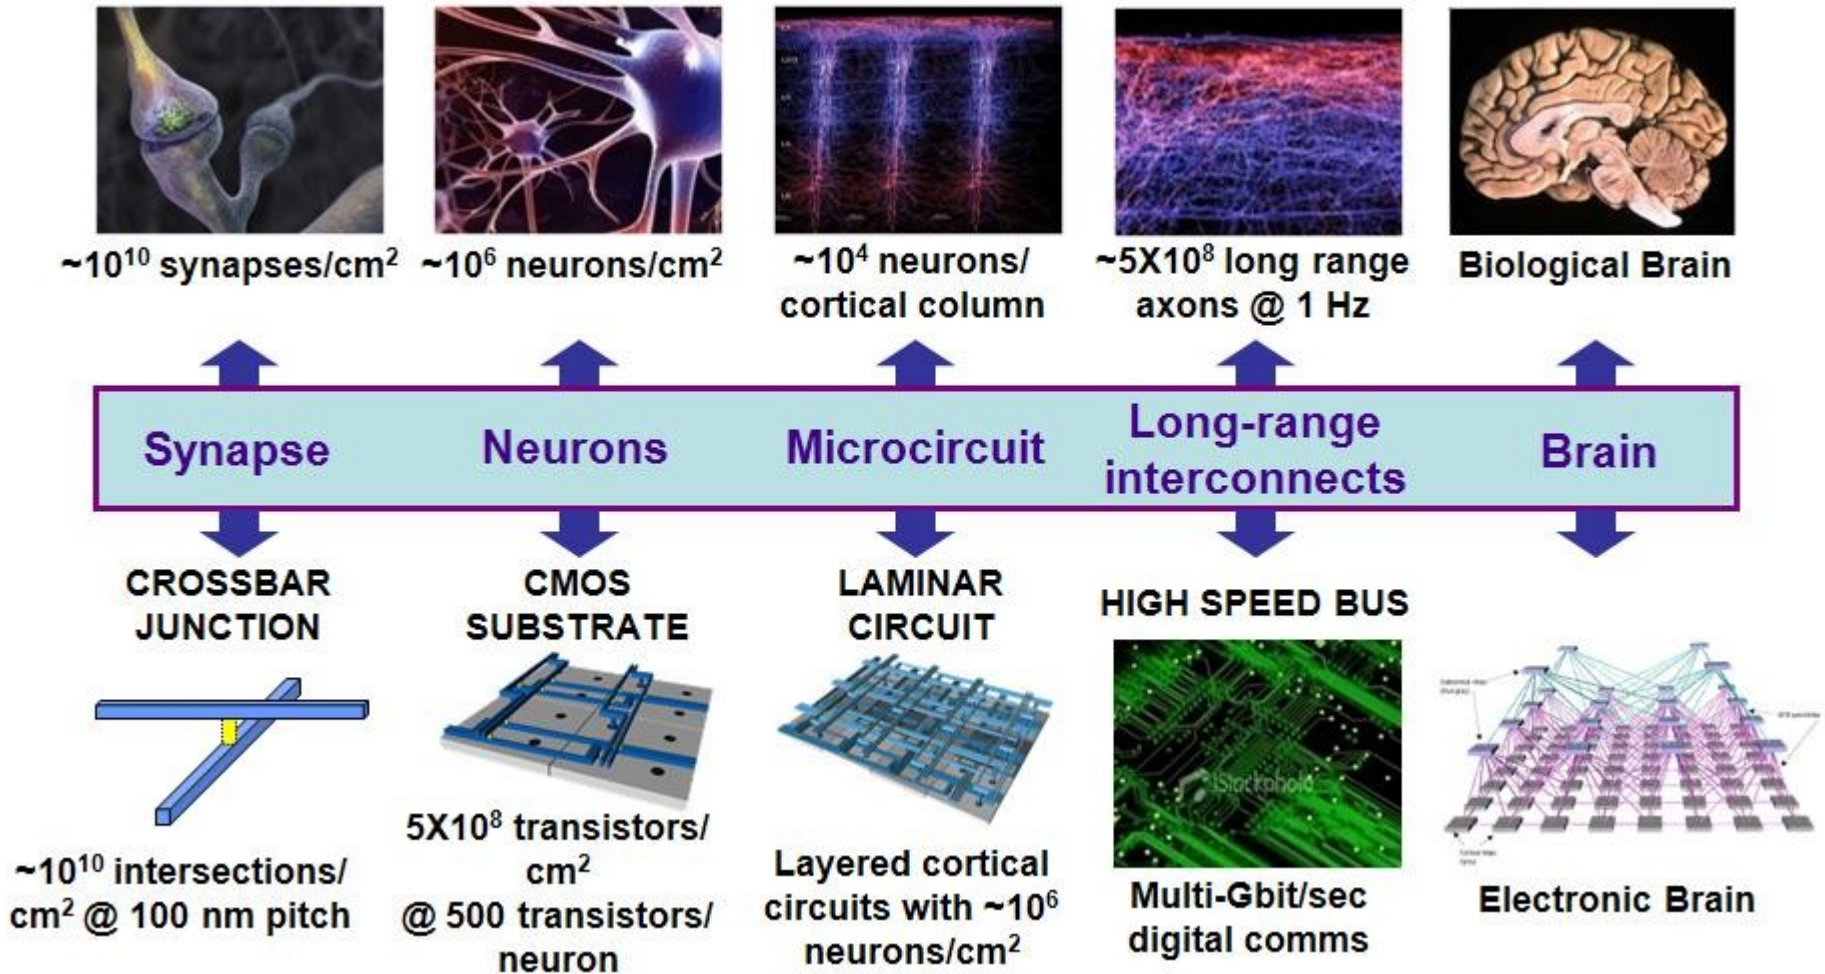 ~10¹⁰ synapses/cm²
~10⁶ neurons/cm²
~10⁴ neurons/
cortical column
~5X10⁸ long range
axons @ 1 Hz
Biological Brain
Synapse
Neurons
Microcircuit
Long-range
interconnects
Brain
CROSSBAR
JUNCTION
~10¹⁰ intersections/
cm² @ 100 nm pitch
CMOS
SUBSTRATE
5X10⁸ transistors/
cm²
@ 500 transistors/
neuron
LAMINAR
CIRCUIT
Layered cortical
circuits with ~10⁶
neurons/cm²
HIGH SPEED BUS
iStockphoto
Multi-Gbit/sec
digital comms
Electronic Brain